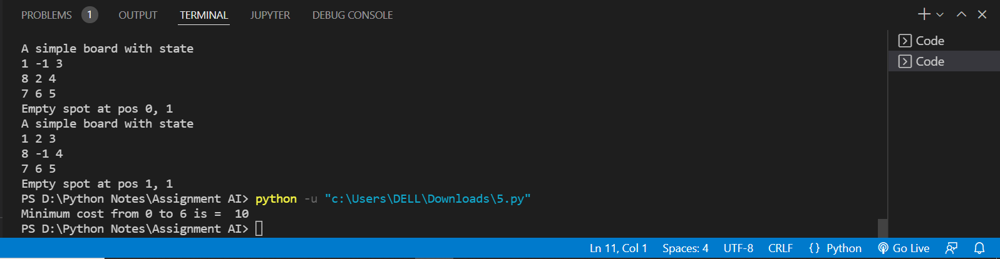 PROBLEMS 1 OUTPUT TERMINAL JUPYTER DEBUG CONSOLE
A simple board with state
1 -1 3
8 2 4
7 6 5
Empty spot at pos 0, 1
A simple board with state
1 2 3
8 -1 4
7 6 5
Empty spot at pos 1, 1
PS D:\Python Notes\Assignment AI> python -u "c:\Users\DELL\Downloads\5.py"
Minimum cost from 0 to 6 is =  10
PS D:\Python Notes\Assignment AI>
Code
Code
Ln 11, Col 1 Spaces: 4 UTF-8 CRLF {} Python Go Live